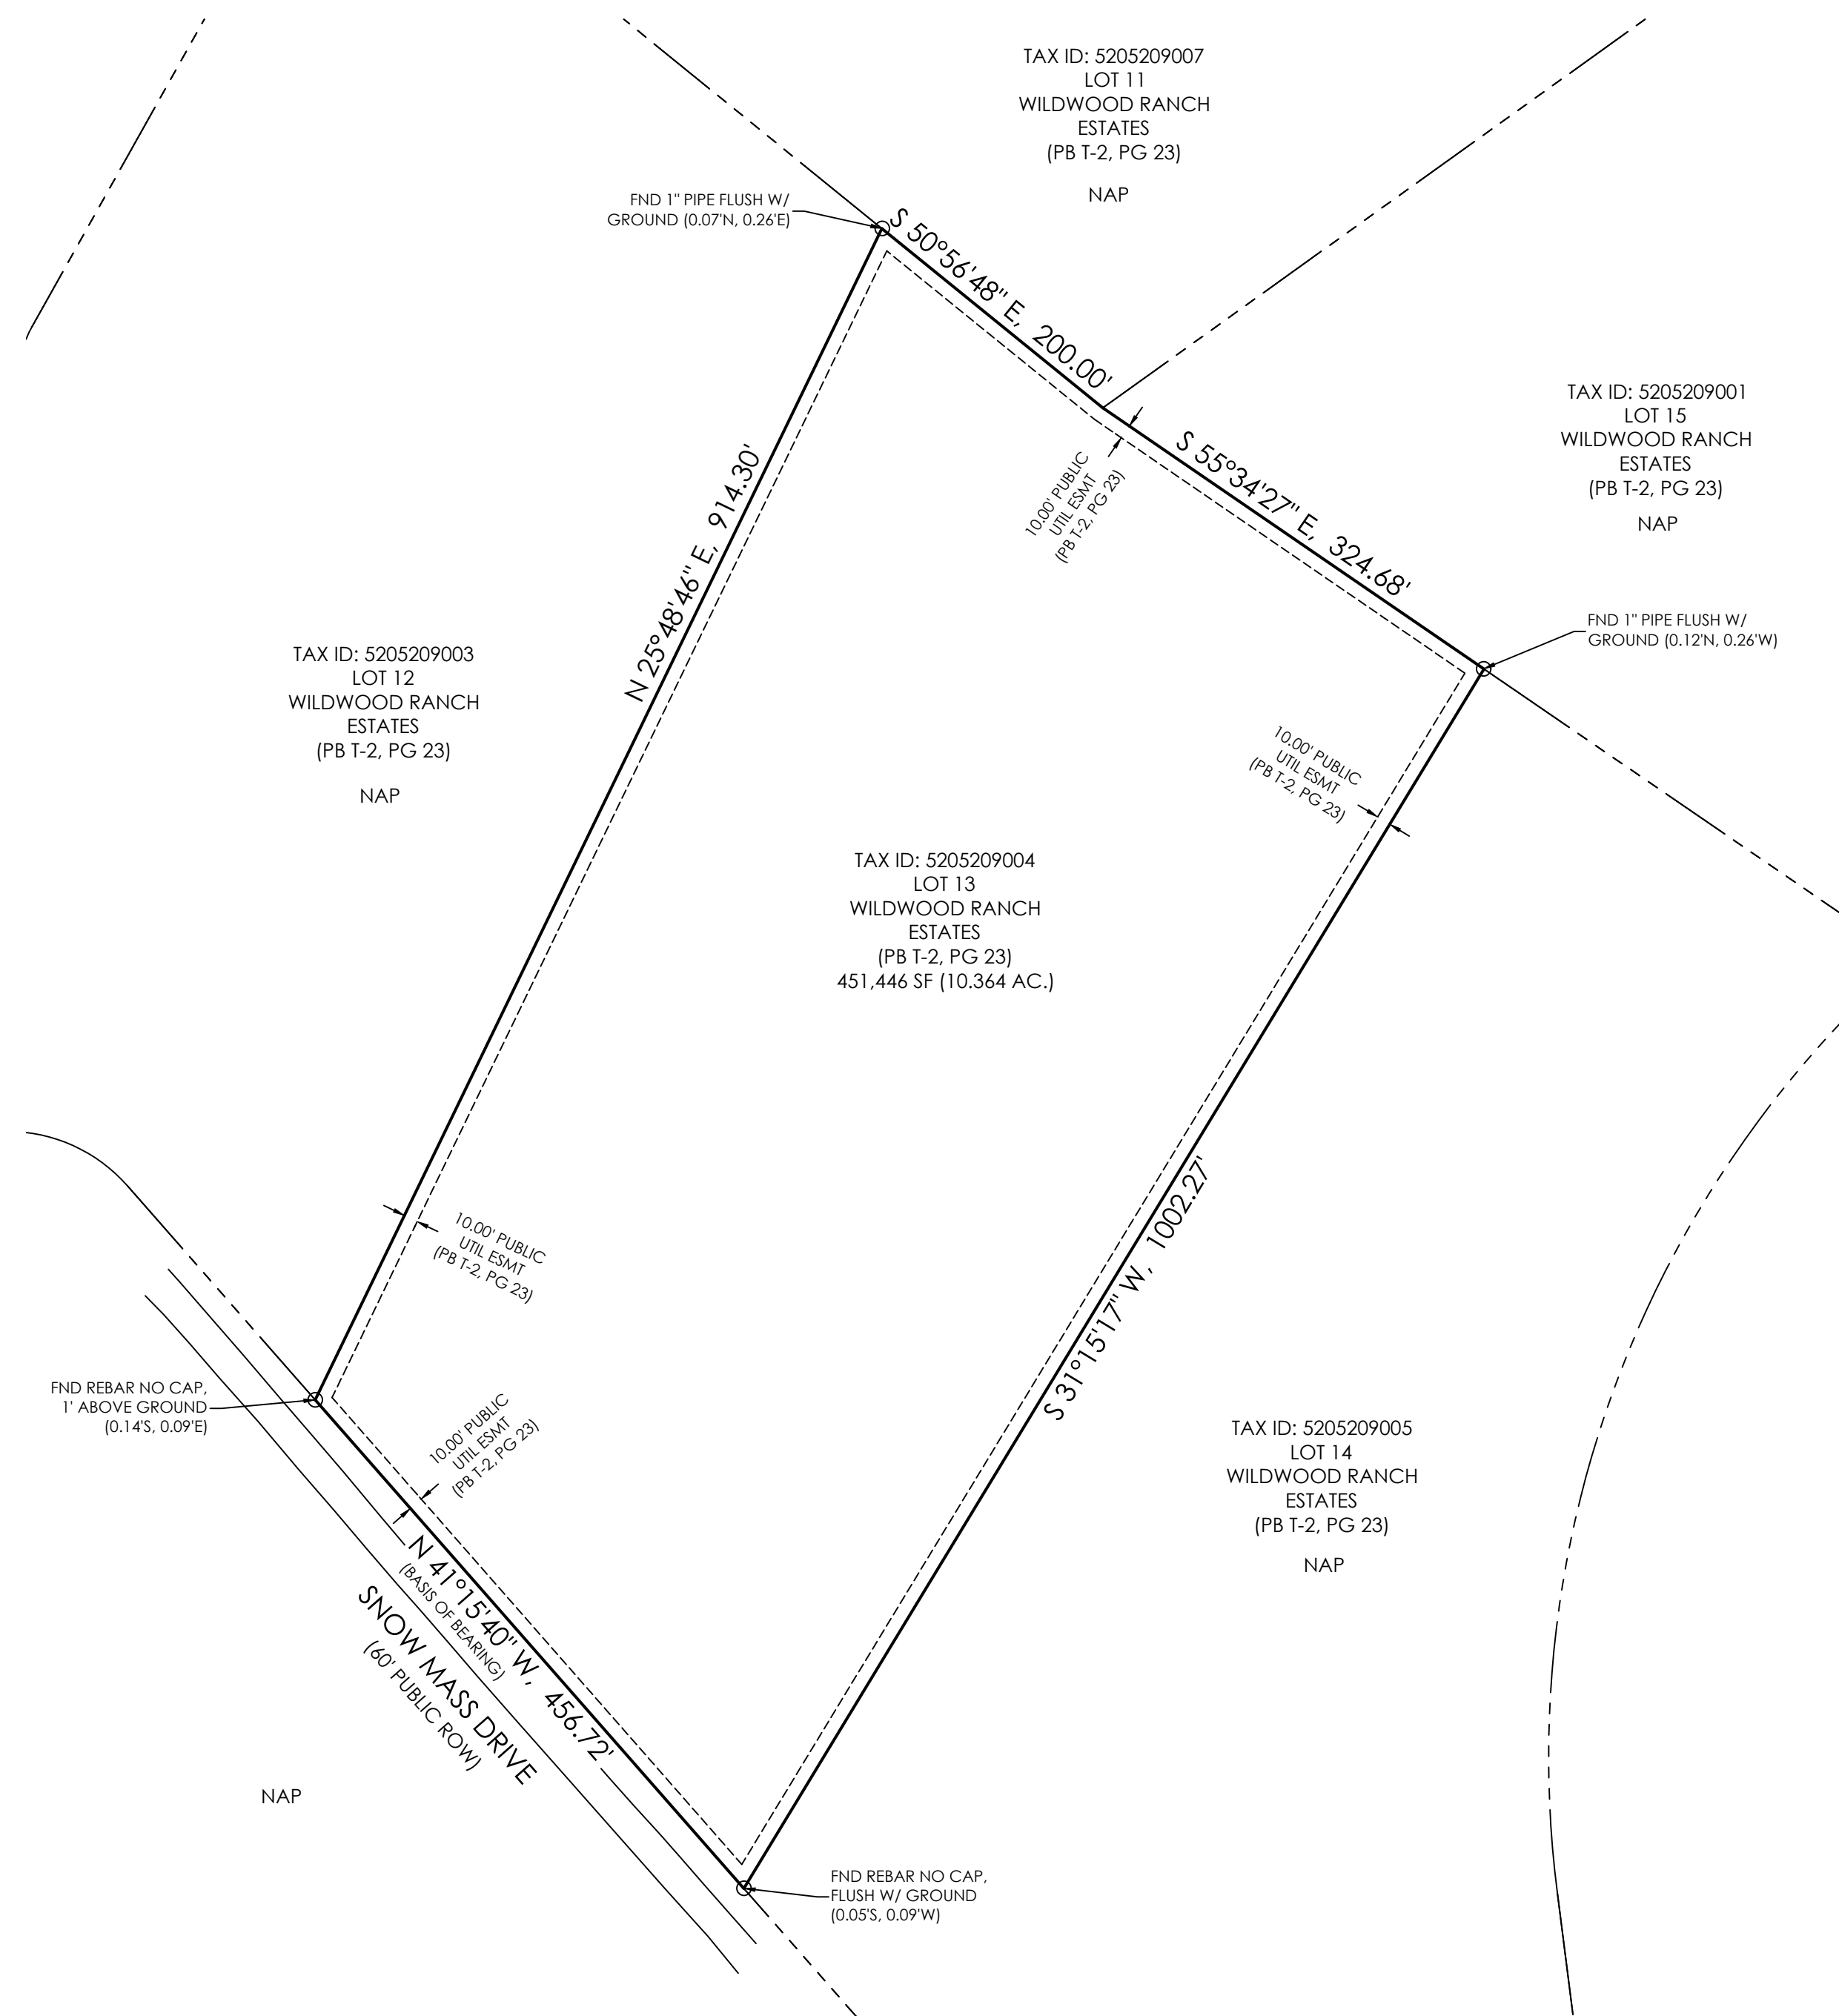 TAX ID: 5205209007
LOT 11
WILDWOOD RANCH
ESTATES
(PB T-2, PG 23)
NAP
FND 1" PIPE FLUSH W/
GROUND (0.07'N, 0.26'E)
S 50°56'48" E, 200.00'
TAX ID: 5205209001
LOT 15
WILDWOOD RANCH
ESTATES
(PB T-2, PG 23)
NAP
S 55°34'27" E, 324.68'
10.00' PUBLIC
UTIL ESMT
(PB T-2, PG 23)
N 25°48'46" E, 914.30'
FND 1" PIPE FLUSH W/
GROUND (0.12'N, 0.26'W)
TAX ID: 5205209003
LOT 12
WILDWOOD RANCH
ESTATES
(PB T-2, PG 23)
NAP
10.00' PUBLIC
UTIL ESMT
(PB T-2, PG 23)
TAX ID: 5205209004
LOT 13
WILDWOOD RANCH
ESTATES
(PB T-2, PG 23)
451,446 SF (10.364 AC.)
S 31°15'17" W, 1002.27'
10.00' PUBLIC
UTIL ESMT
(PB T-2, PG 23)
FND REBAR NO CAP,
1' ABOVE GROUND
(0.14'S, 0.09'E)
10.00' PUBLIC
UTIL ESMT
(PB T-2, PG 23)
TAX ID: 5205209005
LOT 14
WILDWOOD RANCH
ESTATES
(PB T-2, PG 23)
NAP
N 41°15'40" W, 456.72'
(BASIS OF BEARING)
SNOW MASS DRIVE
(60' PUBLIC ROW)
NAP
FND REBAR NO CAP,
FLUSH W/ GROUND
(0.05'S, 0.09'W)